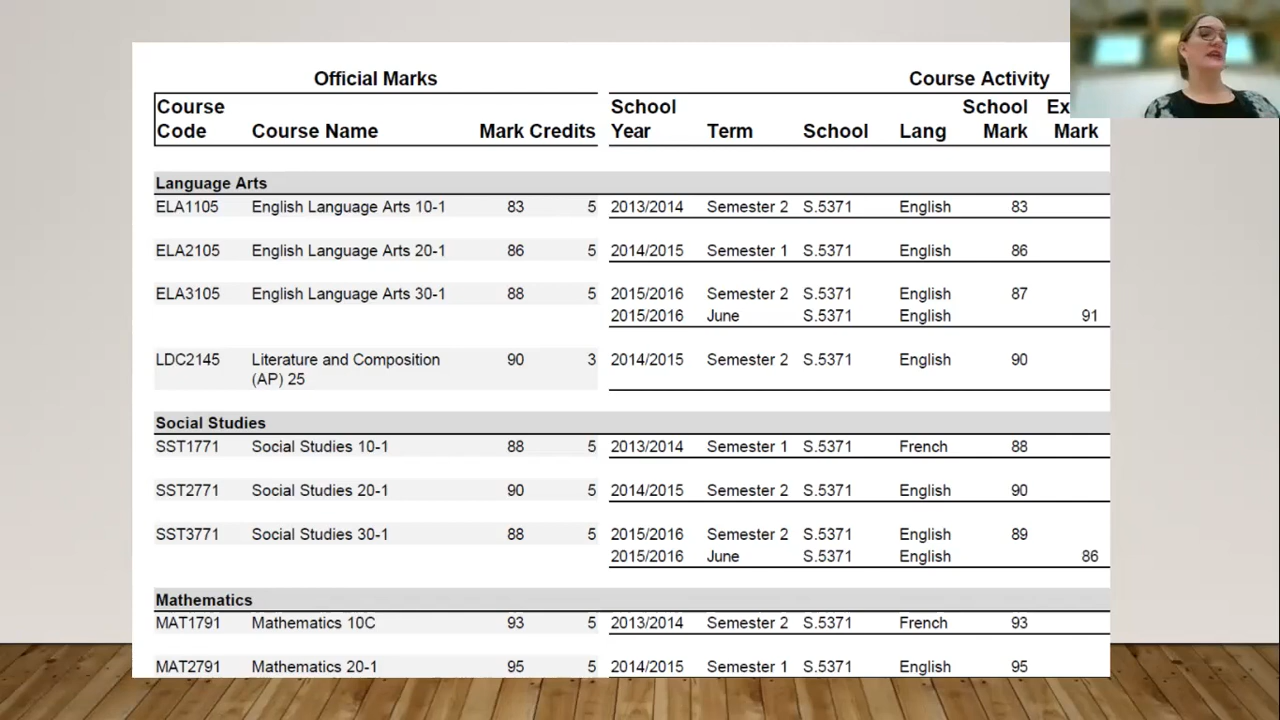 Official Marks Course Activity
Course Code Course Name Mark Credits School Year Term School Lang School Mark Mark
Language Arts
ELA1105 English Language Arts 10-1 83 5 2013/2014 Semester 2 S.5371 English 83
ELA2105 English Language Arts 20-1 86 5 2014/2015 Semester 1 S.5371 English 86
ELA3105 English Language Arts 30-1 88 5 2015/2016 Semester 2 S.5371 English 87
2015/2016 June S.5371 English 91
LDC2145 Literature and Composition 90 3 2014/2015 Semester 2 S.5371 English 90
(AP) 25
Social Studies
SST1771 Social Studies 10-1 88 5 2013/2014 Semester 1 S.5371 French 88
SST2771 Social Studies 20-1 90 5 2014/2015 Semester 2 S.5371 English 90
SST3771 Social Studies 30-1 88 5 2015/2016 Semester 2 S.5371 English 89
2015/2016 June S.5371 English 86
Mathematics
MAT1791 Mathematics 10C 93 5 2013/2014 Semester 2 S.5371 French 93
MAT2791 Mathematics 20-1 95 5 2014/2015 Semester 1 S.5371 English 95